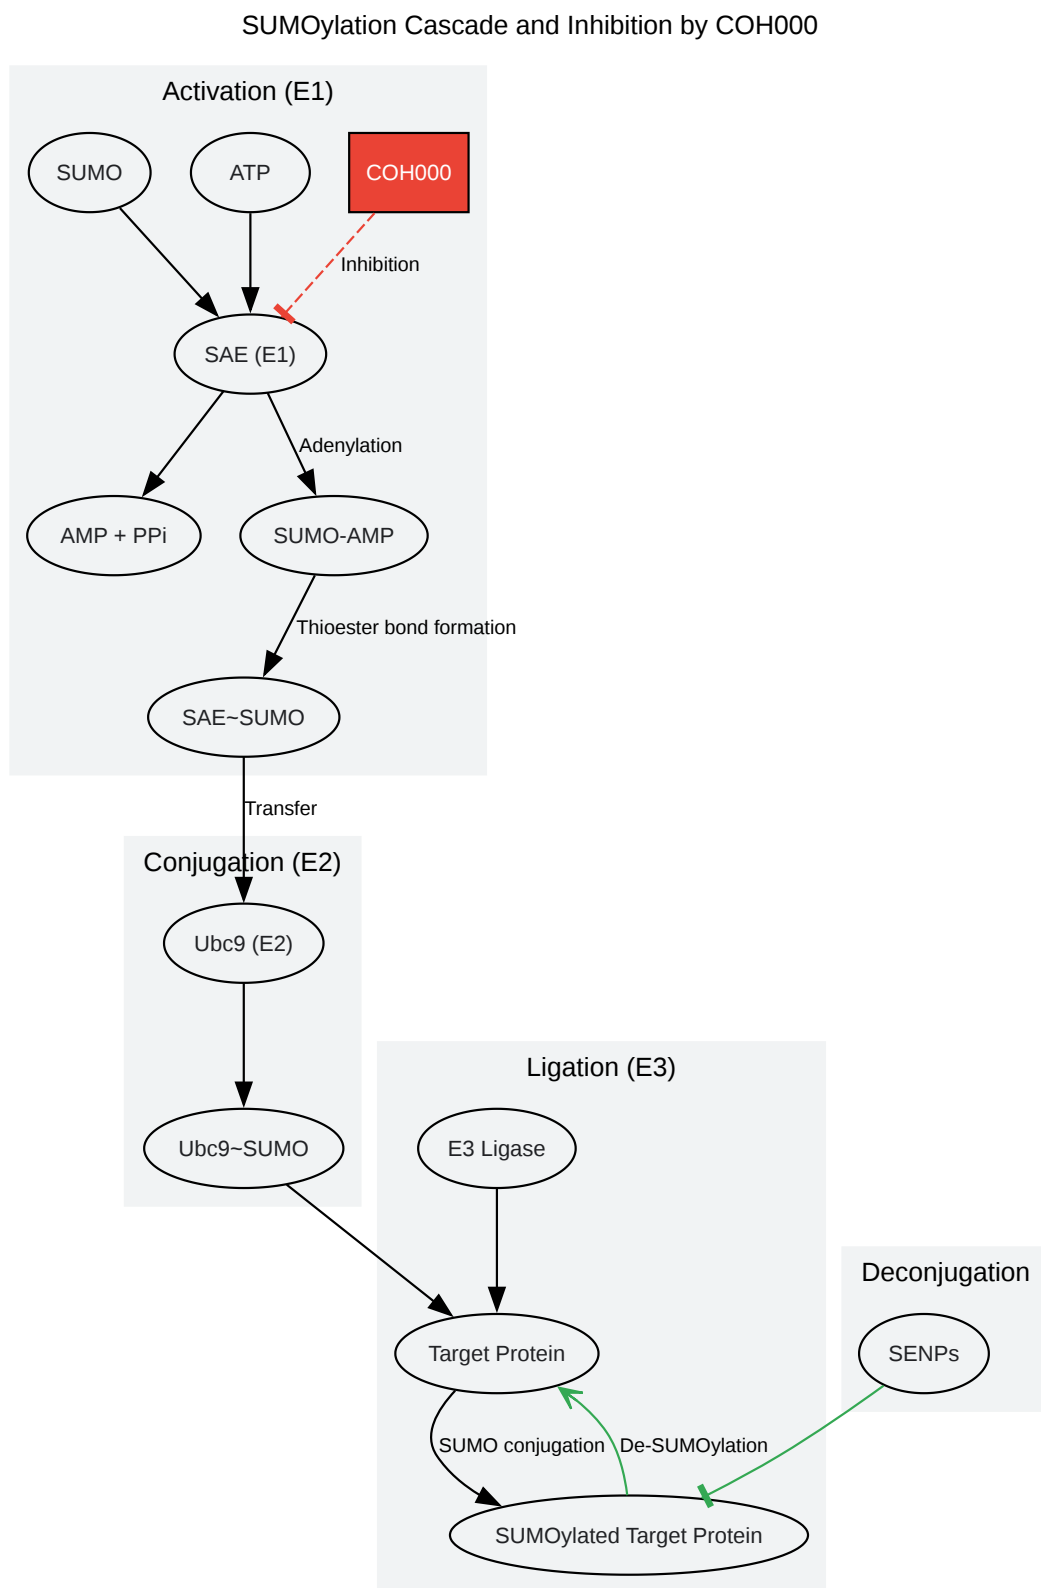 SUMOylation Cascade and Inhibition by COH000
Activation (E1)
SUMO
ATP
COH000
Inhibition
SAE (E1)
Adenylation
AMP + PPi
SUMO-AMP
Thioester bond formation
SAE~SUMO
Transfer
Conjugation (E2)
Ubc9 (E2)
Ubc9~SUMO
Ligation (E3)
E3 Ligase
Target Protein
Deconjugation
SENPs
SUMO conjugation
De-SUMOylation
SUMOylated Target Protein